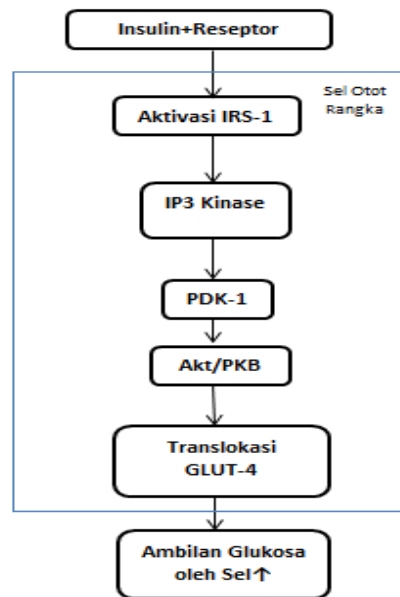 Insulin+Reseptor
Sel Otot
Rangka
Aktivasi IRS-1
IP3 Kinase
PDK-1
Akt/PKB
Translokasi
GLUT-4
Ambilan Glukosa
oleh Sel↑